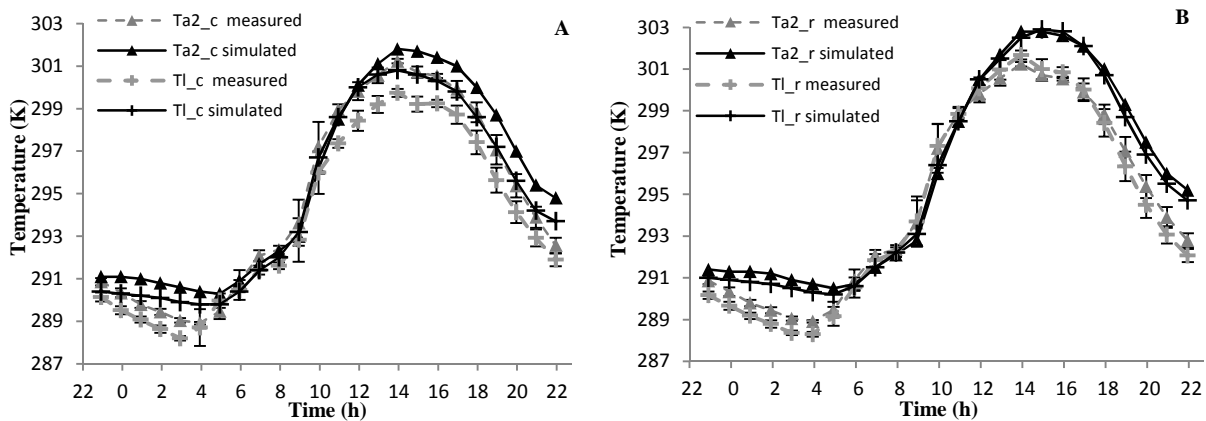 Ta2_c measured
Ta2_c simulated
Tl_c measured
Tl_c simulated
A
303
301
299
297
295
293
291
289
287
Temperature (K)
22 0 2 4 6 8 10 12 14 16 18 20 22
Time (h)
Ta2_r measured
Ta2_r simulated
Tl_r measured
Tl_r simulated
B
303
301
299
297
295
293
291
289
287
Temperature (K)
22 0 2 4 6 8 10 12 14 16 18 20 22
Time (h)